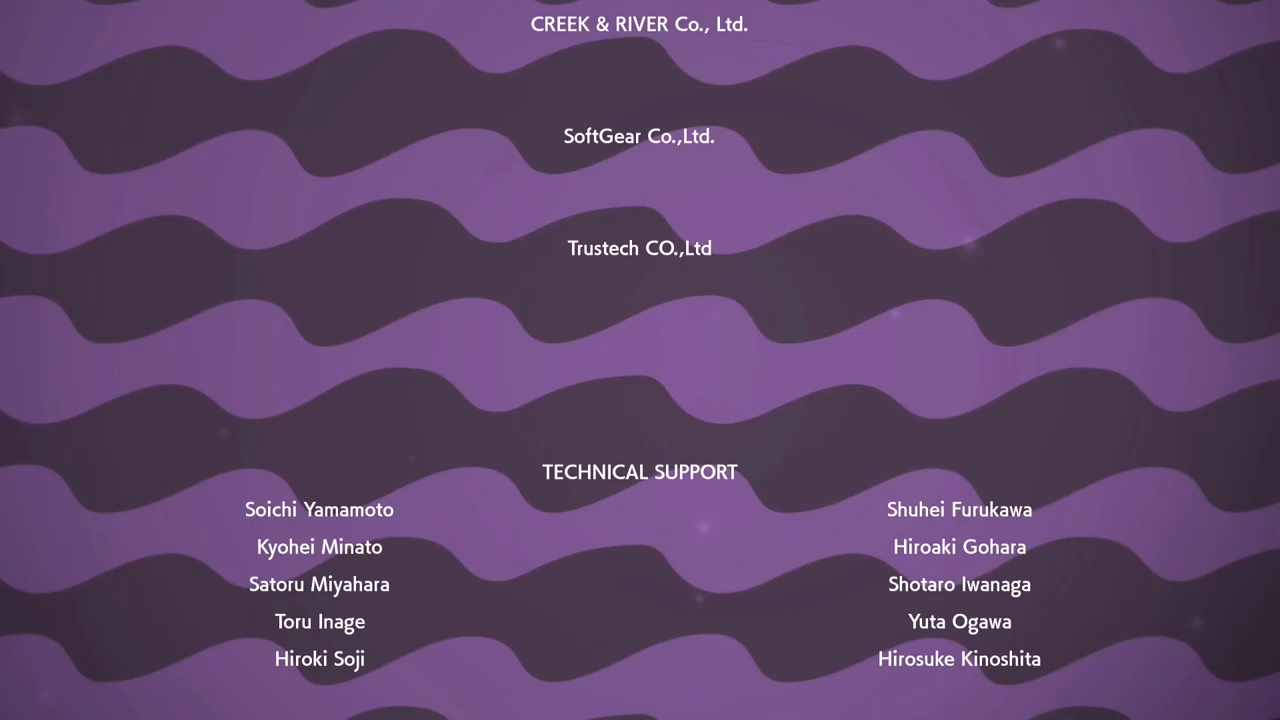 CREEK & RIVER Co., Ltd.
SoftGear Co.,Ltd.
Trustech CO.,Ltd
TECHNICAL SUPPORT
Soichi Yamamoto Shuhei Furukawa
Kyohei Minato Hiroaki Gohara
Satoru Miyahara Shotaro Iwanaga
Toru Inage Yuta Ogawa
Hiroki Soji Hirosuke Kinoshita